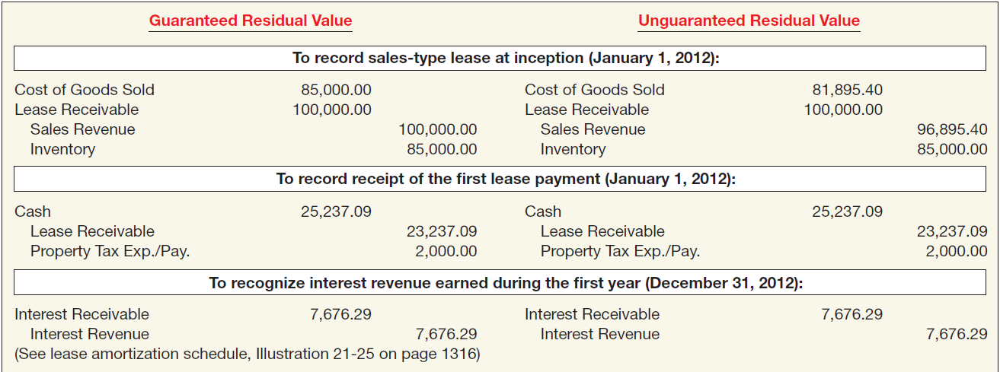 Guaranteed Residual Value Unguaranteed Residual Value
To record sales-type lease at inception (January 1, 2012):
Cost of Goods Sold 85,000.00 Cost of Goods Sold 81,895.40
Lease Receivable 100,000.00 Lease Receivable 100,000.00
Sales Revenue 100,000.00 Sales Revenue 96,895.40
Inventory 85,000.00 Inventory 85,000.00
To record receipt of the first lease payment (January 1, 2012):
Cash 25,237.09 Cash 25,237.09
Lease Receivable 23,237.09 Lease Receivable 23,237.09
Property Tax Exp./Pay. 2,000.00 Property Tax Exp./Pay. 2,000.00
To recognize interest revenue earned during the first year (December 31, 2012):
Interest Receivable 7,676.29 Interest Receivable 7,676.29
Interest Revenue 7,676.29 Interest Revenue 7,676.29
(See lease amortization schedule, Illustration 21-25 on page 1316)